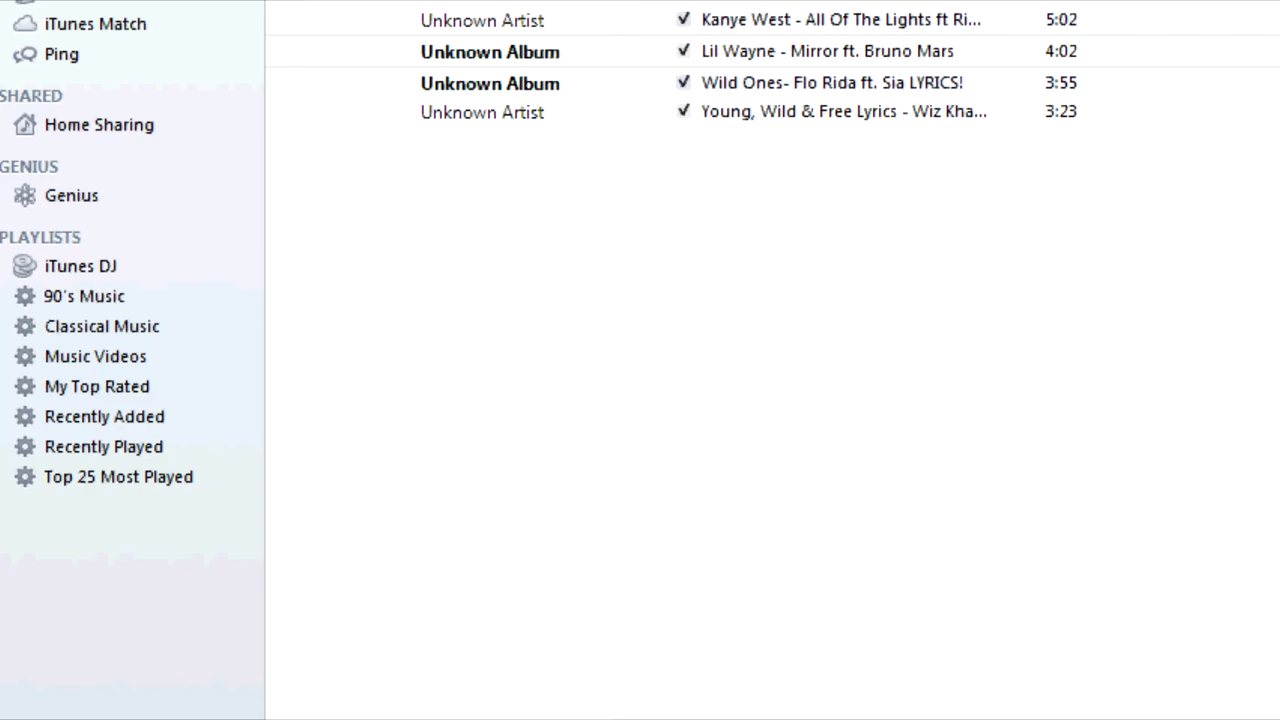 iTunes Match
Ping
SHARED
Home Sharing
GENIUS
Genius
PLAYLISTS
iTunes DJ
90's Music
Classical Music
Music Videos
My Top Rated
Recently Added
Recently Played
Top 25 Most Played
Unknown Artist Kanye West - All Of The Lights ft Ri... 5:02
Unknown Album Lil Wayne - Mirror ft. Bruno Mars 4:02
Unknown Album Wild Ones- Flo Rida ft. Sia LYRICS! 3:55
Unknown Artist Young, Wild & Free Lyrics - Wiz Kha... 3:23